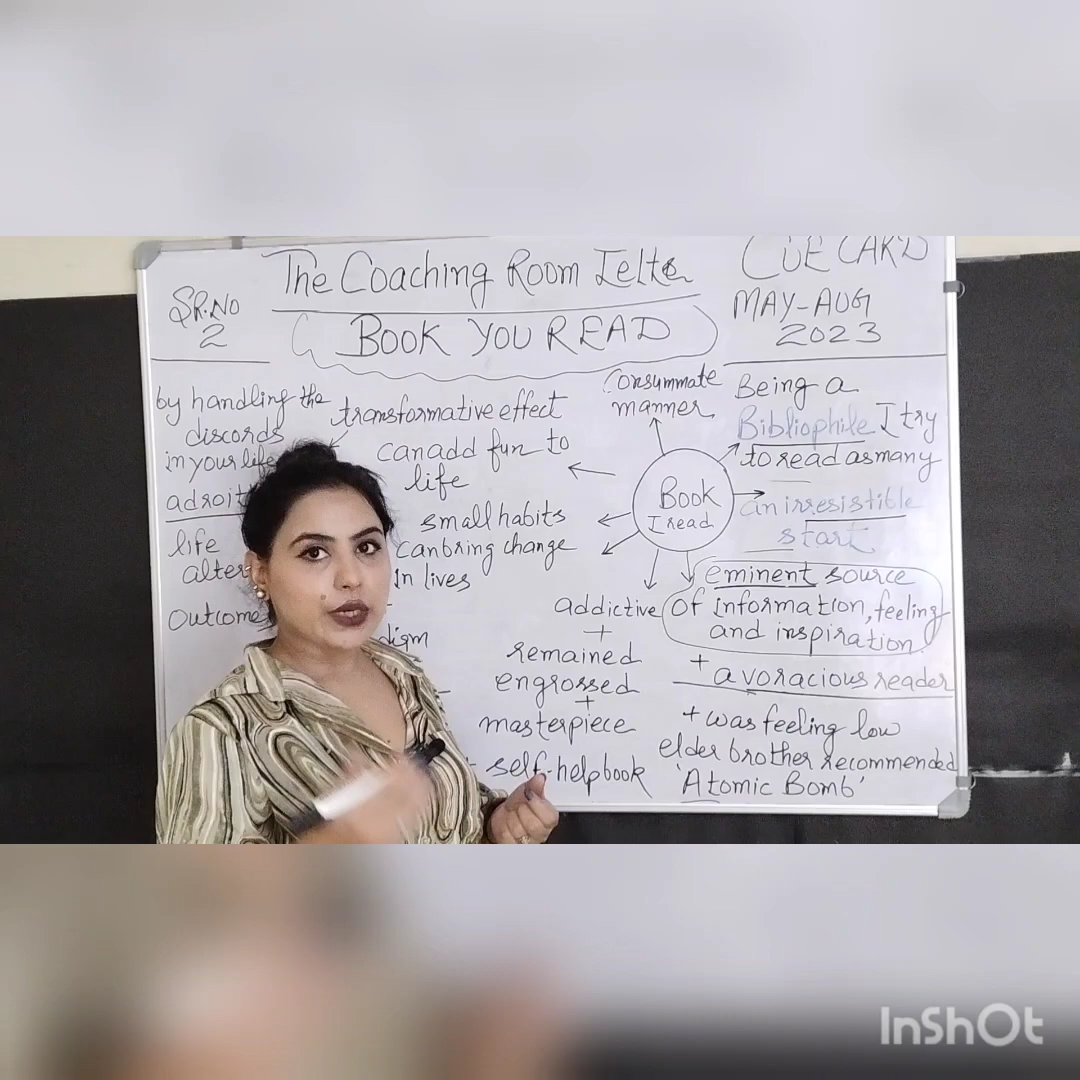 The Coaching Room Ielts
CUE CARD
SR.NO
2
MAY-AUG
2023
BOOK YOU READ
by handling the
discords
in your life
adroit
life
alter
outcome
transformative effect
can add fun to
life
small habits
can bring change
in lives
digm
Consummate
manner
Book
I read
Being a
Bibliophile I try
to read as many
an irresistible
start
eminent source
of information, feeling
and inspiration
+
a voracious reader
addictive
+
remained
engrossed
+
masterpiece
self-help book
+ was feeling low
elder brother recommended
'Atomic Bomb'
InShOt